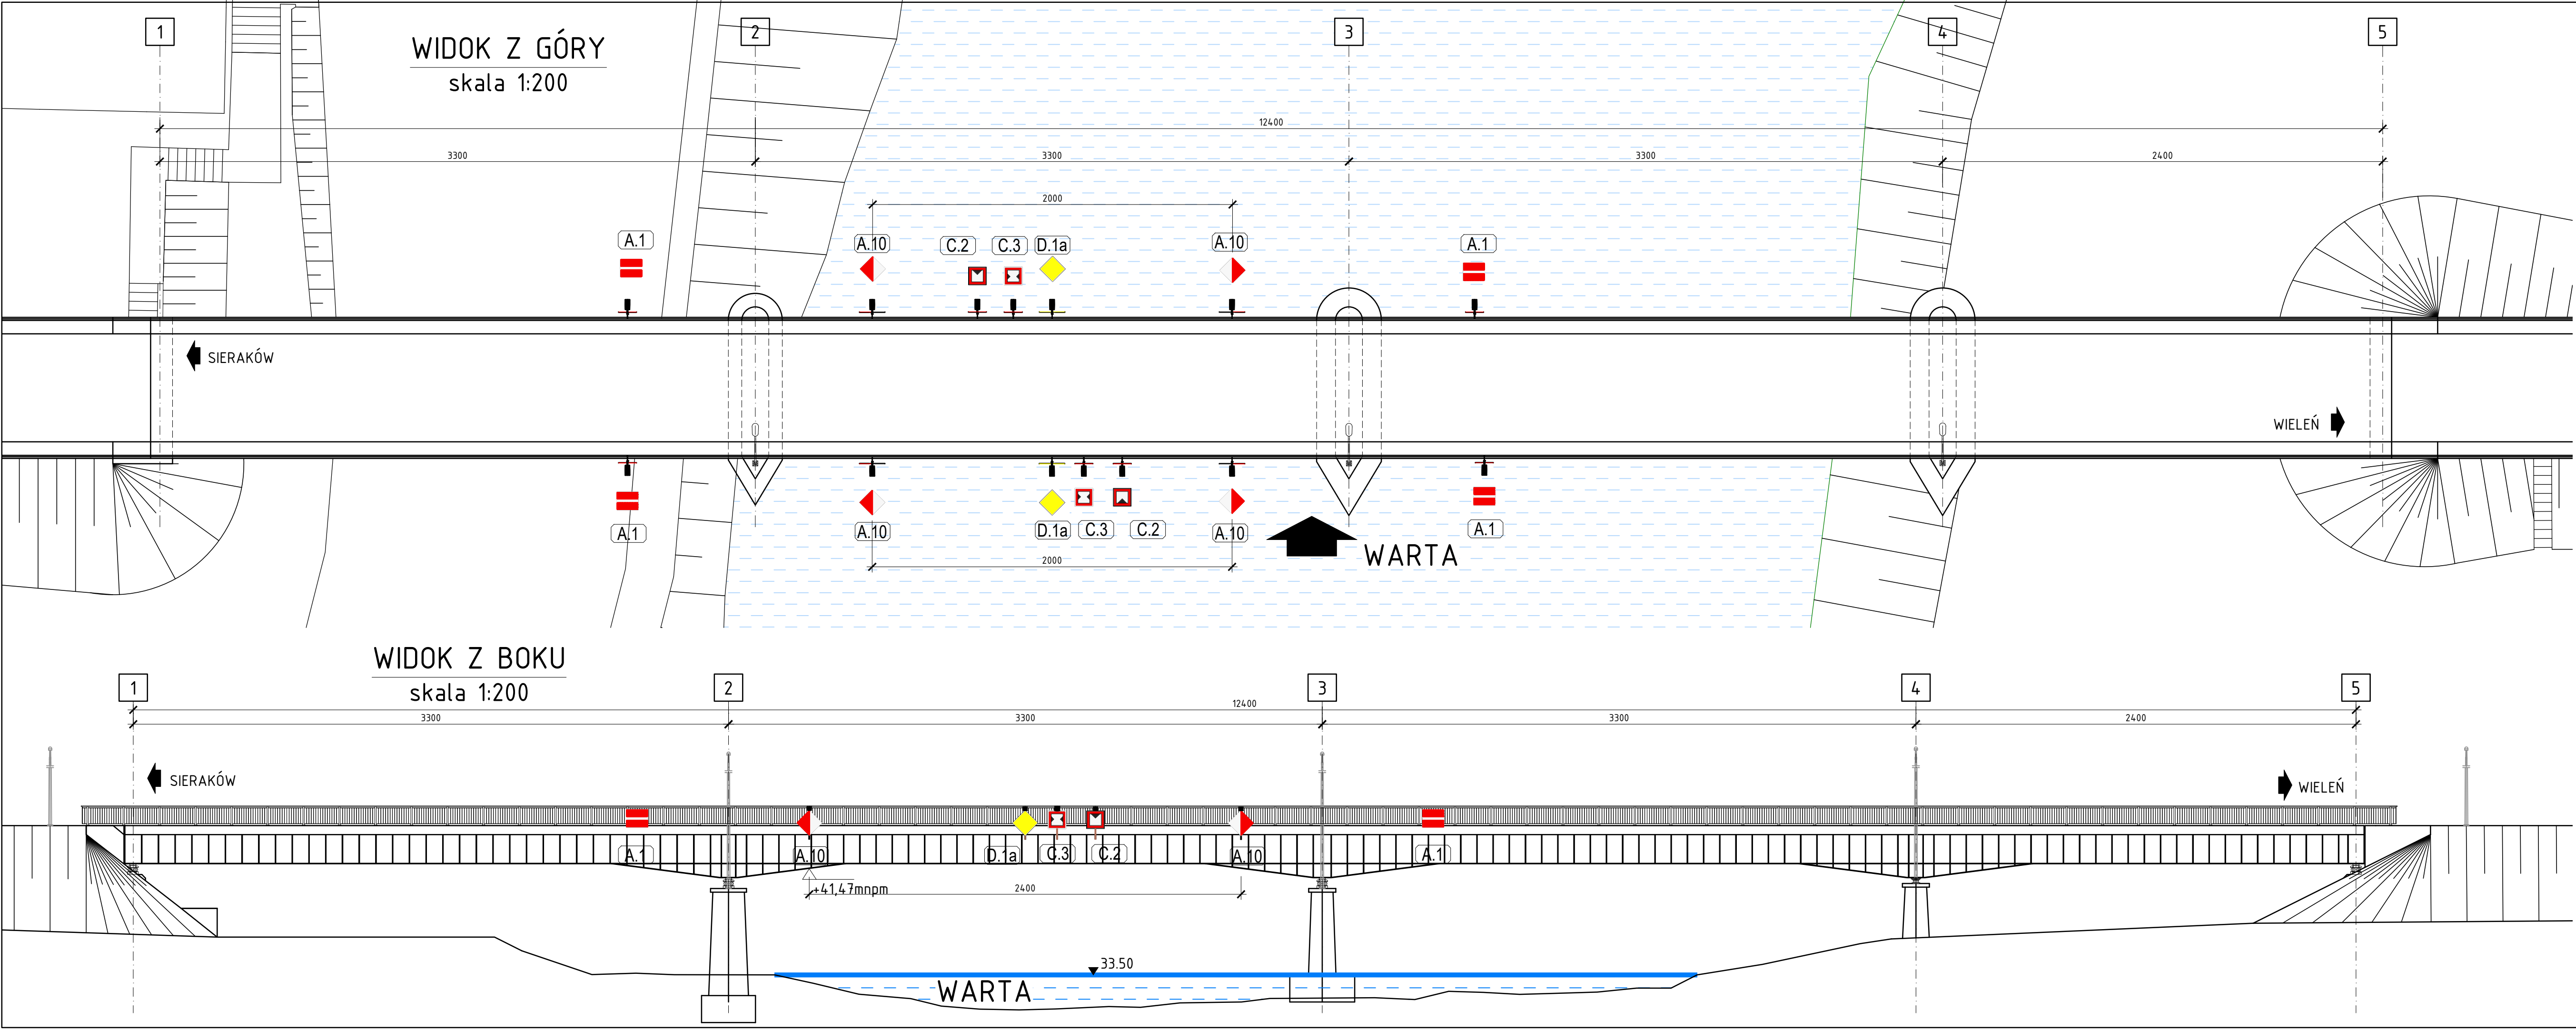 1
2
3
4
5
WIDOK Z GÓRY
skala 1:200
12400
3300
3300
3300
2400
2000
A.1
A.10
C.2
C.3
D.1a
A.10
A.1
SIERAKÓW
WIELEŃ
A.1
A.10
D.1a
C.3
C.2
A.10
A.1
2000
WARTA
WIDOK Z BOKU
skala 1:200
1
2
3
4
5
12400
3300
3300
3300
2400
SIERAKÓW
WIELEŃ
A.1
A.10
D.1a
C.3
C.2
A.10
A.1
+41,47mnpm
2400
33.50
WARTA